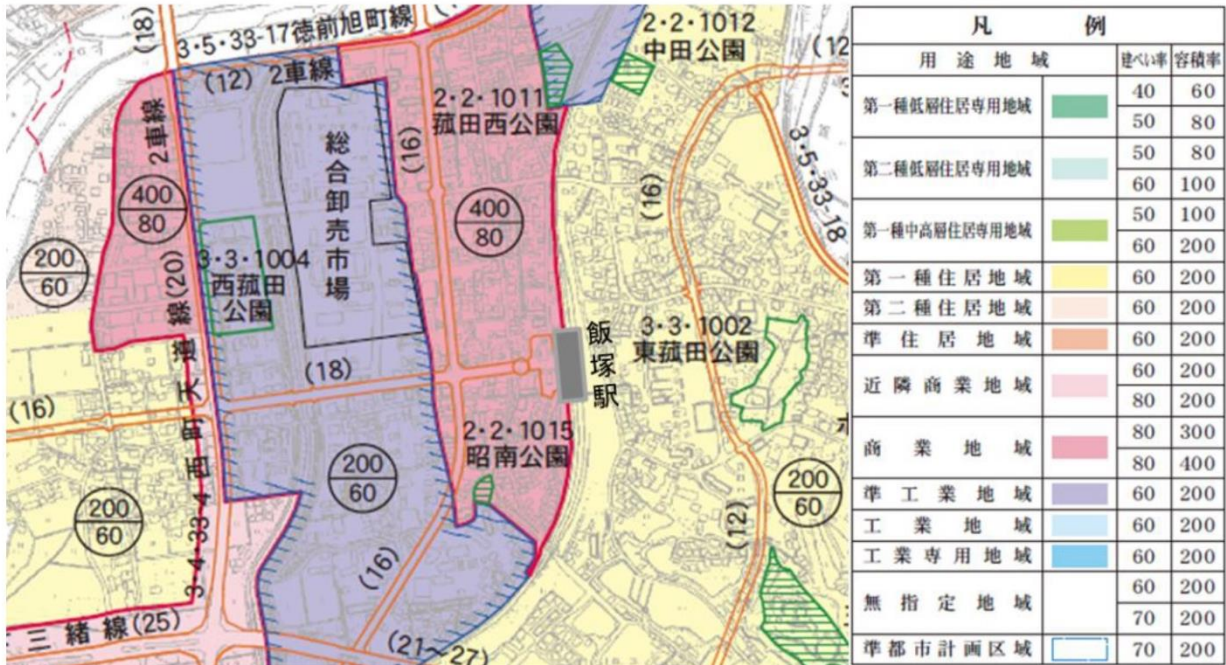 (18)
3・5・33-17徳前旭町線
2・2・1012
中田公園
(12) 2車線
2・2・1011
菰田西公園
2車線
総合卸売市場
(16)
(16)
3・5・33-18
400
80
400
80
200
60
3・3・1004
西菰田
公園
線(20)
飯塚駅
3・3・1002
東菰田公園
(18)
(16)
2・2・1015
昭南公園
3・4・33-4 西町天道
200
60
200
60
200
60
(12)
(16)
三緒線(25)
(21〜27)
凡例
用途地域 建ぺい率 容積率
第一種低層住居専用地域 40 60
50 80
第二種低層住居専用地域 50 80
60 100
第一種中高層住居専用地域 50 100
60 200
第一種住居地域 60 200
第二種住居地域 60 200
準住居地域 60 200
近隣商業地域 60 200
80 200
商業地域 80 300
80 400
準工業地域 60 200
工業地域 60 200
工業専用地域 60 200
無指定地域 60 200
70 200
準都市計画区域 70 200